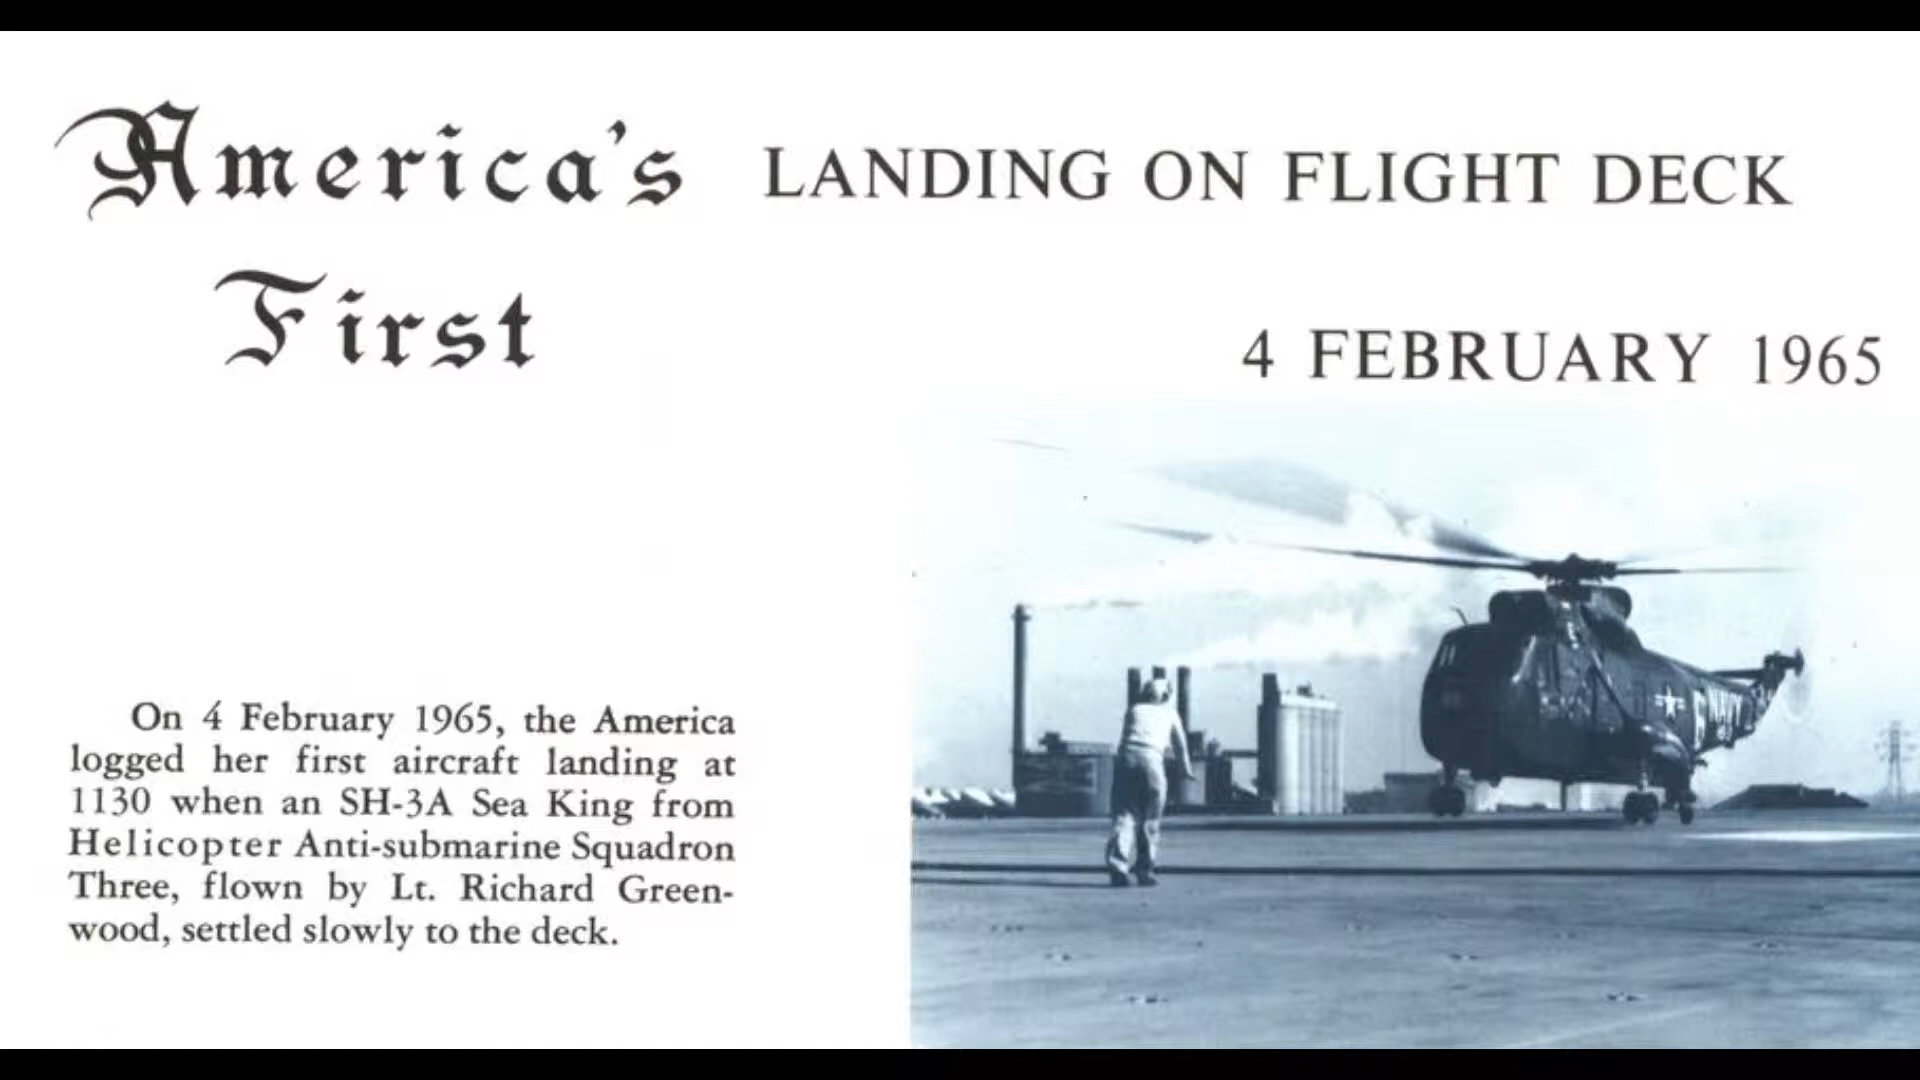 America's LANDING ON FLIGHT DECK
First
4 FEBRUARY 1965
On 4 February 1965, the America
logged her first aircraft landing at
1130 when an SH-3A Sea King from
Helicopter Anti-submarine Squadron
Three, flown by Lt. Richard Green-
wood, settled slowly to the deck.
NAVY